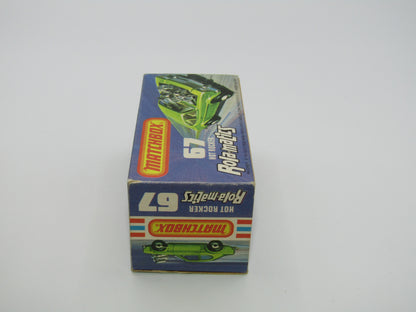 MATCHBOX
67
HOT ROCKER
Rola-matics
HOT ROCKER
67
Rola-matics
MATCHBOX